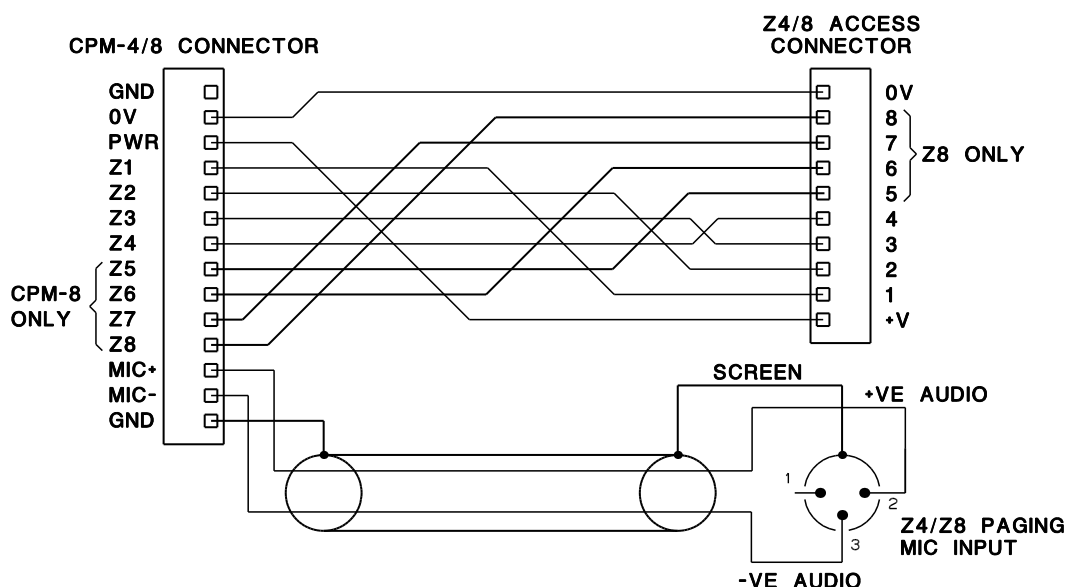 Z4/8 ACCESS
CONNECTOR
CPM-4/8 CONNECTOR
GND
0V
PWR
Z1
Z2
Z3
Z4
Z5
Z6
Z7
Z8
MIC+
MIC-
GND
CPM-8
ONLY
0V
8
7
6
5
4
3
2
1
+V
Z8 ONLY
SCREEN
+VE AUDIO
1
2
3
Z4/Z8 PAGING
MIC INPUT
-VE AUDIO